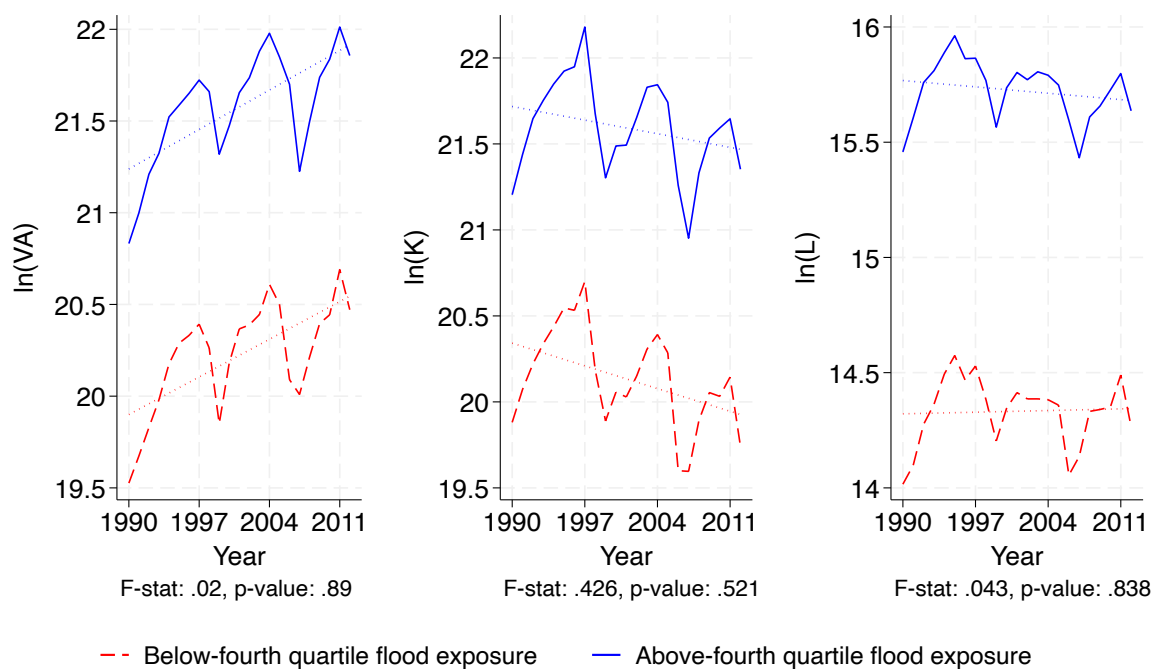 ln(VA)
22
21.5
21
20.5
20
19.5
1990 1997 2004 2011
Year
F-stat: .02, p-value: .89
ln(K)
22
21.5
21
20.5
20
19.5
1990 1997 2004 2011
Year
F-stat: .426, p-value: .521
ln(L)
16
15.5
15
14.5
14
1990 1997 2004 2011
Year
F-stat: .043, p-value: .838
Below-fourth quartile flood exposure
Above-fourth quartile flood exposure